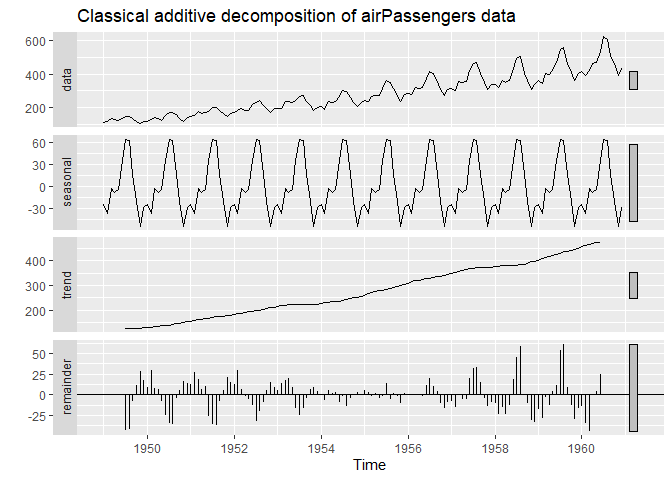 Classical additive decomposition of airPassengers data
data
600
400
200
seasonal
60
30
0
-30
trend
400
300
200
remainder
50
25
0
-25
1950 1952 1954 1956 1958 1960
Time